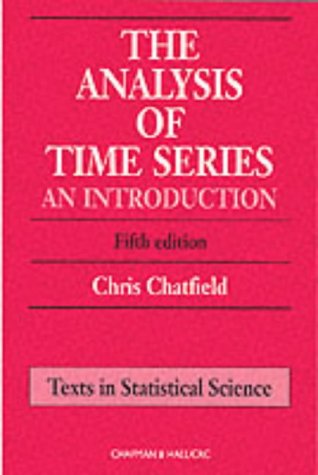 THE
ANALYSIS
OF
TIME SERIES
AN INTRODUCTION
Fifth edition
Chris Chatfield
Texts in Statistical Science
CHAPMAN & HALL/CRC